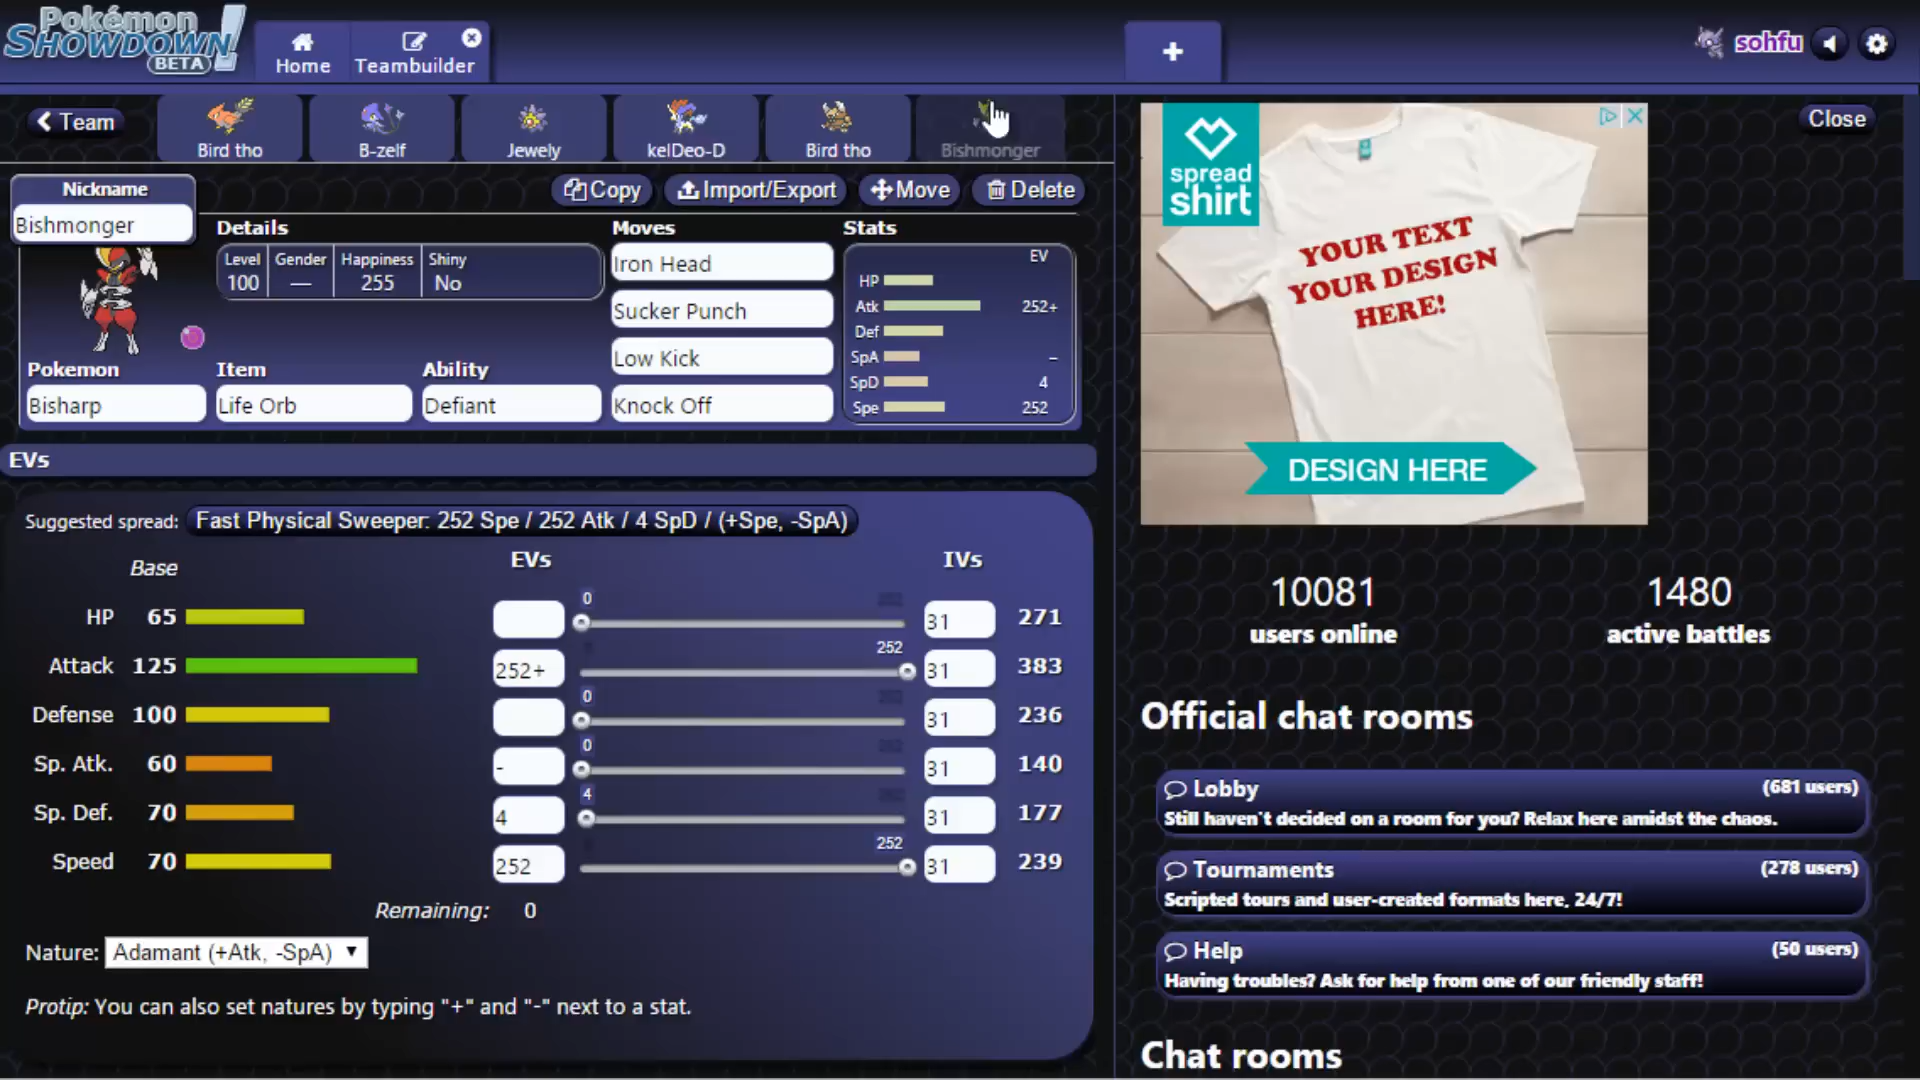 Pokémon
SHOWDOWN!
BETA
Home
Teambuilder
+
sohfu
Team
Bird tho
B-zelf
Jewely
kelDeo-D
Bird tho
Bishmonger
Close
Nickname
Bishmonger
Copy
Import/Export
Move
Delete
Details
Moves
Stats
Level
100
Gender
—
Happiness
255
Shiny
No
Iron Head
Sucker Punch
Low Kick
Knock Off
EV
HP
Atk 252+
Def
SpA –
SpD 4
Spe 252
Pokemon
Bisharp
Item
Life Orb
Ability
Defiant
spread
shirt
YOUR TEXT
YOUR DESIGN
HERE!
DESIGN HERE
EVs
Suggested spread: Fast Physical Sweeper: 252 Spe / 252 Atk / 4 SpD / (+Spe, -SpA)
Base EVs IVs
HP 65 0 31 271
Attack 125 252+ 252 31 383
Defense 100 0 31 236
Sp. Atk. 60 - 0 31 140
Sp. Def. 70 4 4 31 177
Speed 70 252 252 31 239
Remaining: 0
Nature: Adamant (+Atk, -SpA)
Protip: You can also set natures by typing "+" and "-" next to a stat.
10081
users online
1480
active battles
Official chat rooms
Lobby (681 users)
Still haven't decided on a room for you? Relax here amidst the chaos.
Tournaments (278 users)
Scripted tours and user-created formats here, 24/7!
Help (50 users)
Having troubles? Ask for help from one of our friendly staff!
Chat rooms